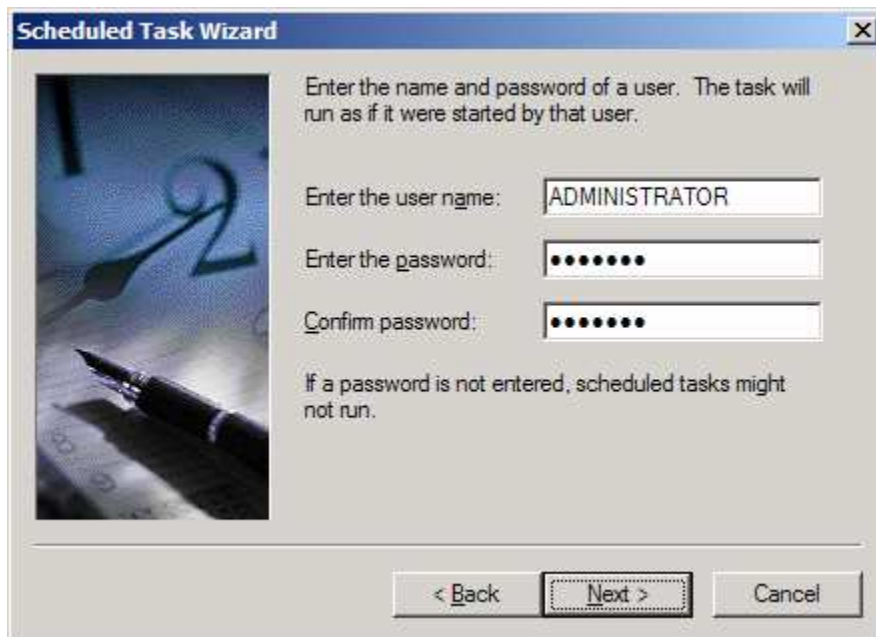 Scheduled Task Wizard
Enter the name and password of a user. The task will
run as if it were started by that user.
Enter the user name: ADMINISTRATOR
Enter the password: ●●●●●●●
Confirm password: ●●●●●●●
If a password is not entered, scheduled tasks might
not run.
< Back Next > Cancel